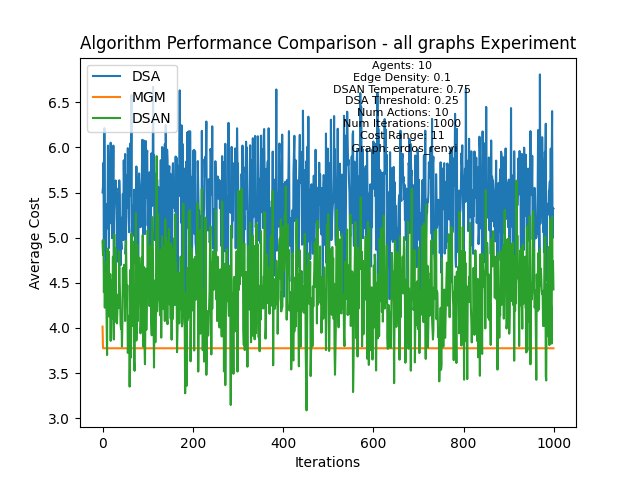 Algorithm Performance Comparison - all graphs Experiment
DSA
MGM
DSAN
Agents: 10
Edge Density: 0.1
DSAN Temperature: 0.75
DSA Threshold: 0.25
Num Actions: 10
Num Iterations: 1000
Cost Range: 11
Graph: erdos_renyi
6.5
6.0
5.5
5.0
4.5
4.0
3.5
3.0
Average Cost
0 200 400 600 800 1000
Iterations